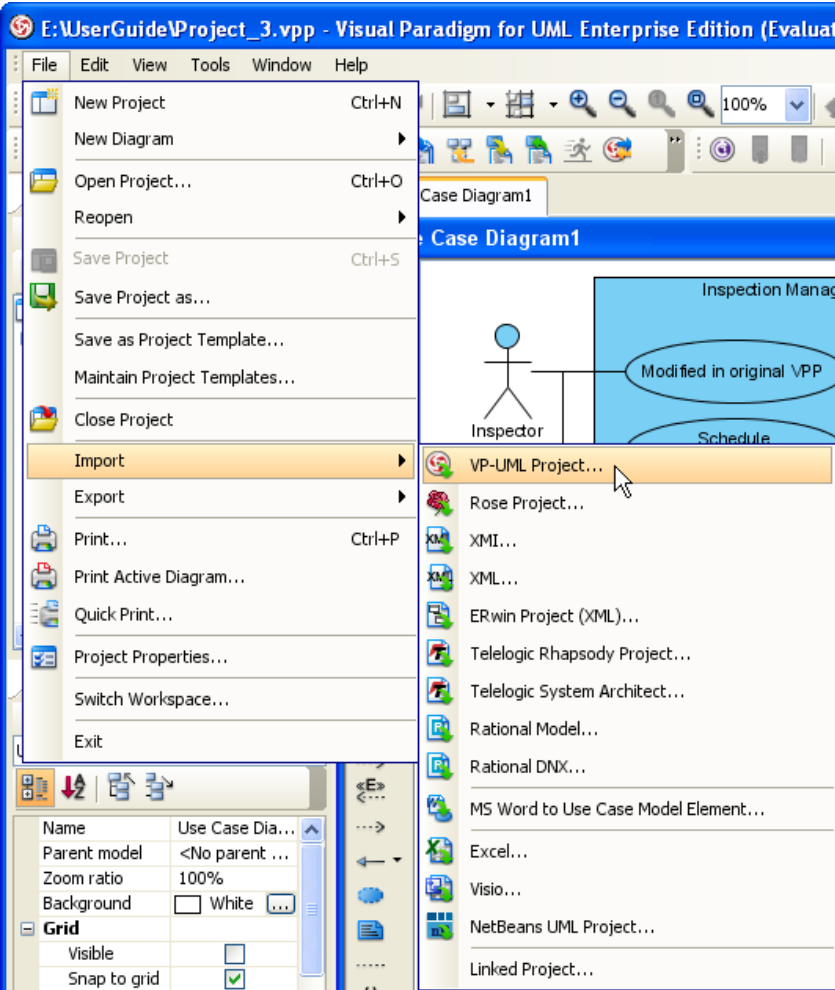 E:\UserGuide\Project_3.vpp - Visual Paradigm for UML Enterprise Edition (Evaluat
File Edit View Tools Window Help
New Project Ctrl+N
New Diagram
Open Project... Ctrl+O
Reopen
Save Project Ctrl+S
Save Project as...
Save as Project Template...
Maintain Project Templates...
Close Project
Import
Export
Print... Ctrl+P
Print Active Diagram...
Quick Print...
Project Properties...
Switch Workspace...
Exit
100%
Case Diagram1
Case Diagram1
Inspection Manag
Modified in original VPP
Inspector
Schedule
VP-UML Project...
Rose Project...
XMI...
XML...
ERwin Project (XML)...
Telelogic Rhapsody Project...
Telelogic System Architect...
Rational Model...
Rational DNX...
MS Word to Use Case Model Element...
Excel...
Visio...
NetBeans UML Project...
Linked Project...
«E»
Name Use Case Dia...
Parent model <No parent ...
Zoom ratio 100%
Background White ...
Grid
Visible
Snap to grid